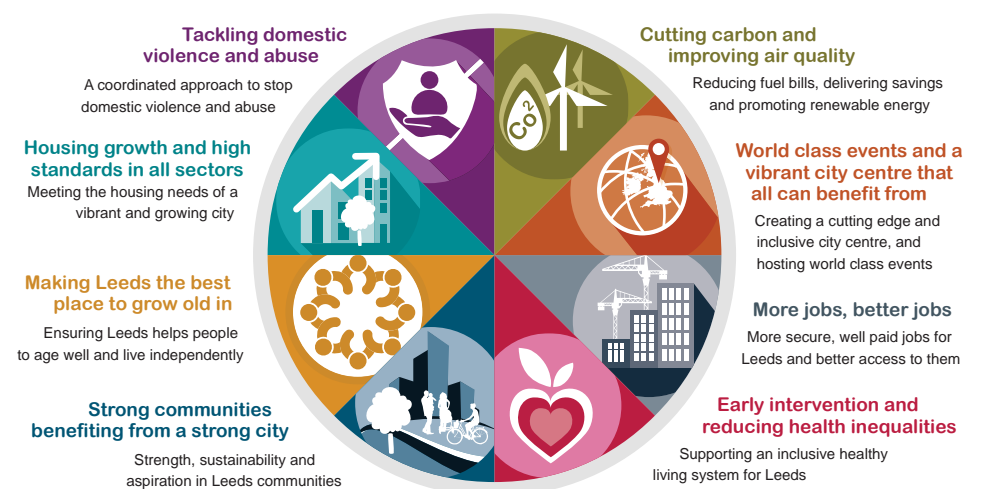 Tackling domestic
violence and abuse
A coordinated approach to stop
domestic violence and abuse
Housing growth and high
standards in all sectors
Meeting the housing needs of a
vibrant and growing city
Making Leeds the best
place to grow old in
Ensuring Leeds helps people
to age well and live independently
Strong communities
benefiting from a strong city
Strength, sustainability and
aspiration in Leeds communities
Co2
Cutting carbon and
improving air quality
Reducing fuel bills, delivering savings
and promoting renewable energy
World class events and a
vibrant city centre that
all can benefit from
Creating a cutting edge and
inclusive city centre, and
hosting world class events
More jobs, better jobs
More secure, well paid jobs for
Leeds and better access to them
Early intervention and
reducing health inequalities
Supporting an inclusive healthy
living system for Leeds